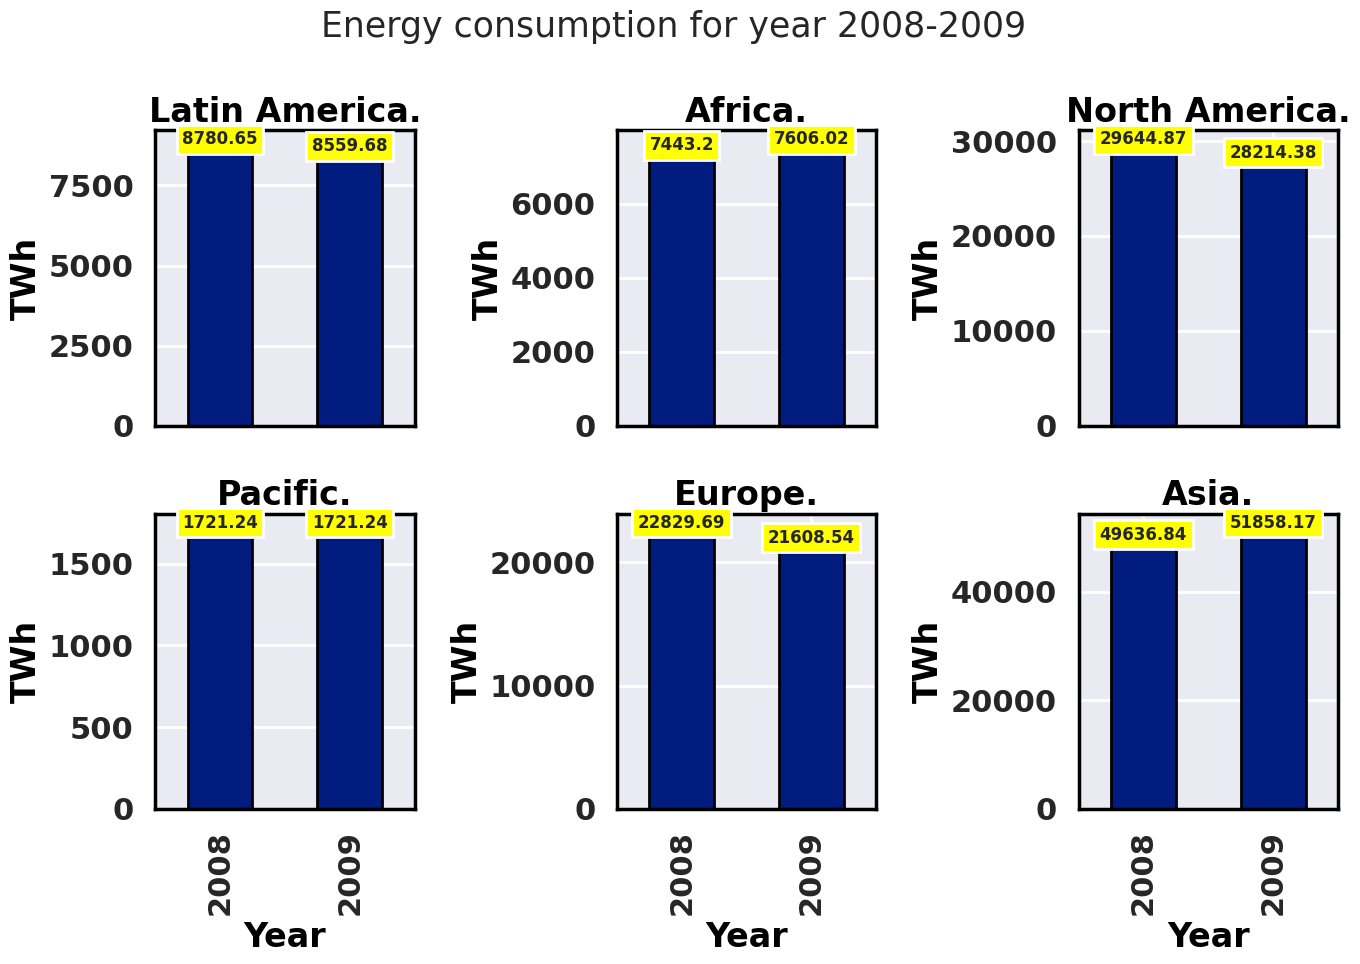 Energy consumption for year 2008-2009
Latin America.
8780.65
8559.68
7500
5000
2500
0
TWh
Africa.
7443.2
7606.02
6000
4000
2000
0
TWh
North America.
29644.87
28214.38
30000
20000
10000
0
TWh
Pacific.
1721.24
1721.24
1500
1000
500
0
TWh
2008
2009
Year
Europe.
22829.69
21608.54
20000
10000
0
TWh
2008
2009
Year
Asia.
49636.84
51858.17
40000
20000
0
TWh
2008
2009
Year